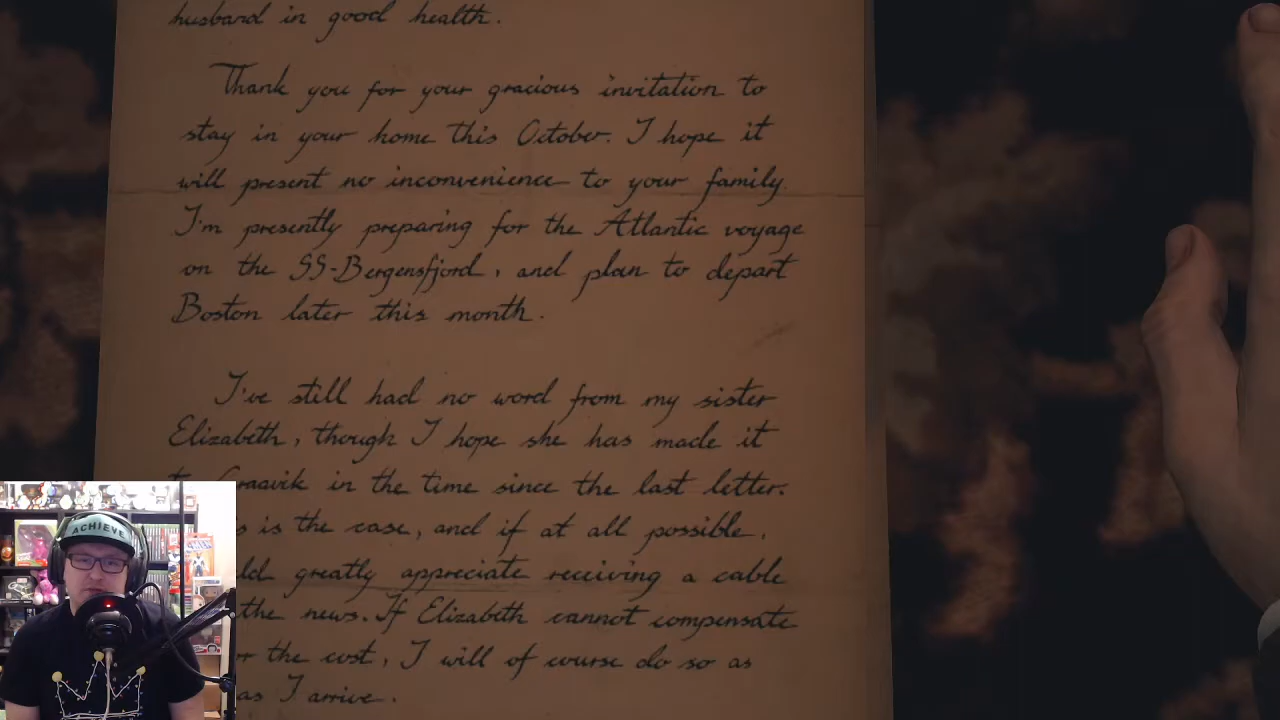 husband in good health.
Thank you for your gracious invitation to
stay in your home this October. I hope it
will present no inconvenience to your family.
I'm presently preparing for the Atlantic voyage
on the SS-Bergensfjord, and plan to depart
Boston later this month.
I've still had no word from my sister
Elizabeth, though I hope she has made it
in the time since the last letter.
is the case, and if at all possible,
greatly appreciate receiving a cable
the news. If Elizabeth cannot compensate
the cost, I will of course do so as
as I arrive.
ACHIEVE